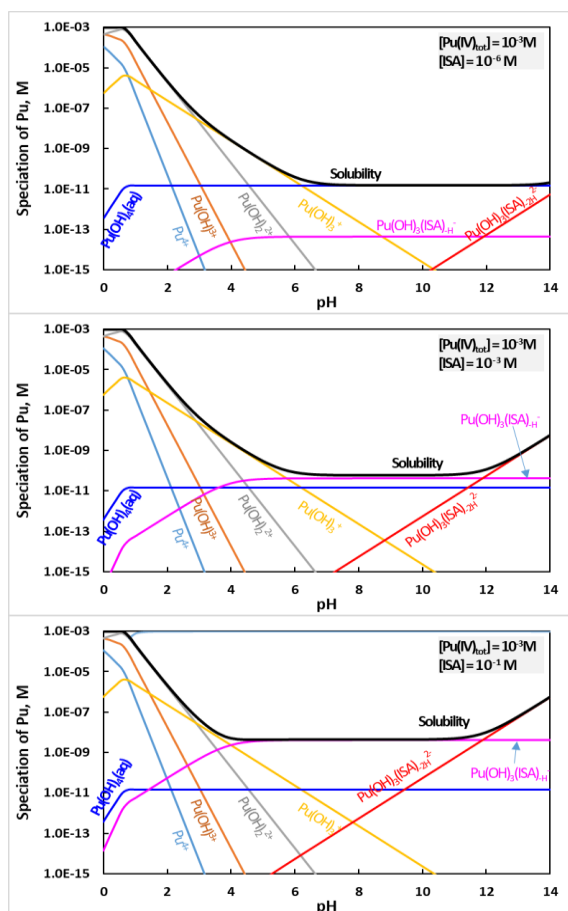 Speciation of Pu, M
1.0E-03
1.0E-05
1.0E-07
1.0E-09
1.0E-11
1.0E-13
1.0E-15
[Pu(IV)tot] = 10-3M
[ISA] = 10-6 M
Solubility
Pu(OH)4(aq)
Pu4+
Pu(OH)3+
Pu(OH)22+
Pu(OH)3+
Pu(OH)3(ISA)-H-
Pu(OH)3(ISA)-2H2-
0 2 4 6 8 10 12 14
pH
Speciation of Pu, M
1.0E-03
1.0E-05
1.0E-07
1.0E-09
1.0E-11
1.0E-13
1.0E-15
[Pu(IV)tot] = 10-3M
[ISA] = 10-3 M
Pu(OH)3(ISA)-H-
Solubility
Pu(OH)4(aq)
Pu4+
Pu(OH)3+
Pu(OH)22+
Pu(OH)3+
Pu(OH)3(ISA)-2H2-
0 2 4 6 8 10 12 14
pH
Speciation of Pu, M
1.0E-03
1.0E-05
1.0E-07
1.0E-09
1.0E-11
1.0E-13
1.0E-15
[Pu(IV)tot] = 10-3M
[ISA] = 10-1 M
Solubility
Pu(OH)3(ISA)-H
Pu(OH)4(aq)
Pu(OH)3(ISA)-2H2-
Pu4+
Pu(OH)3+
Pu(OH)22+
0 2 4 6 8 10 12 14
pH